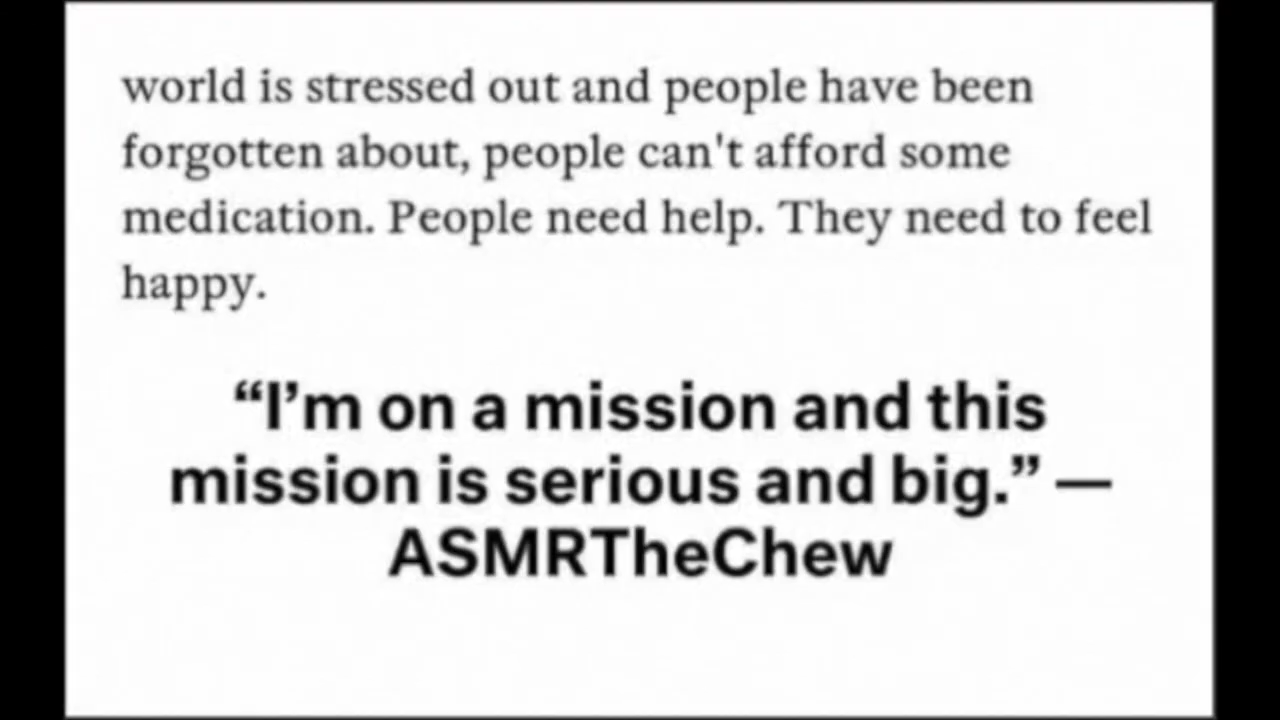 world is stressed out and people have been
forgotten about, people can't afford some
medication. People need help. They need to feel
happy.
“I’m on a mission and this
mission is serious and big.” —
ASMRTheChew